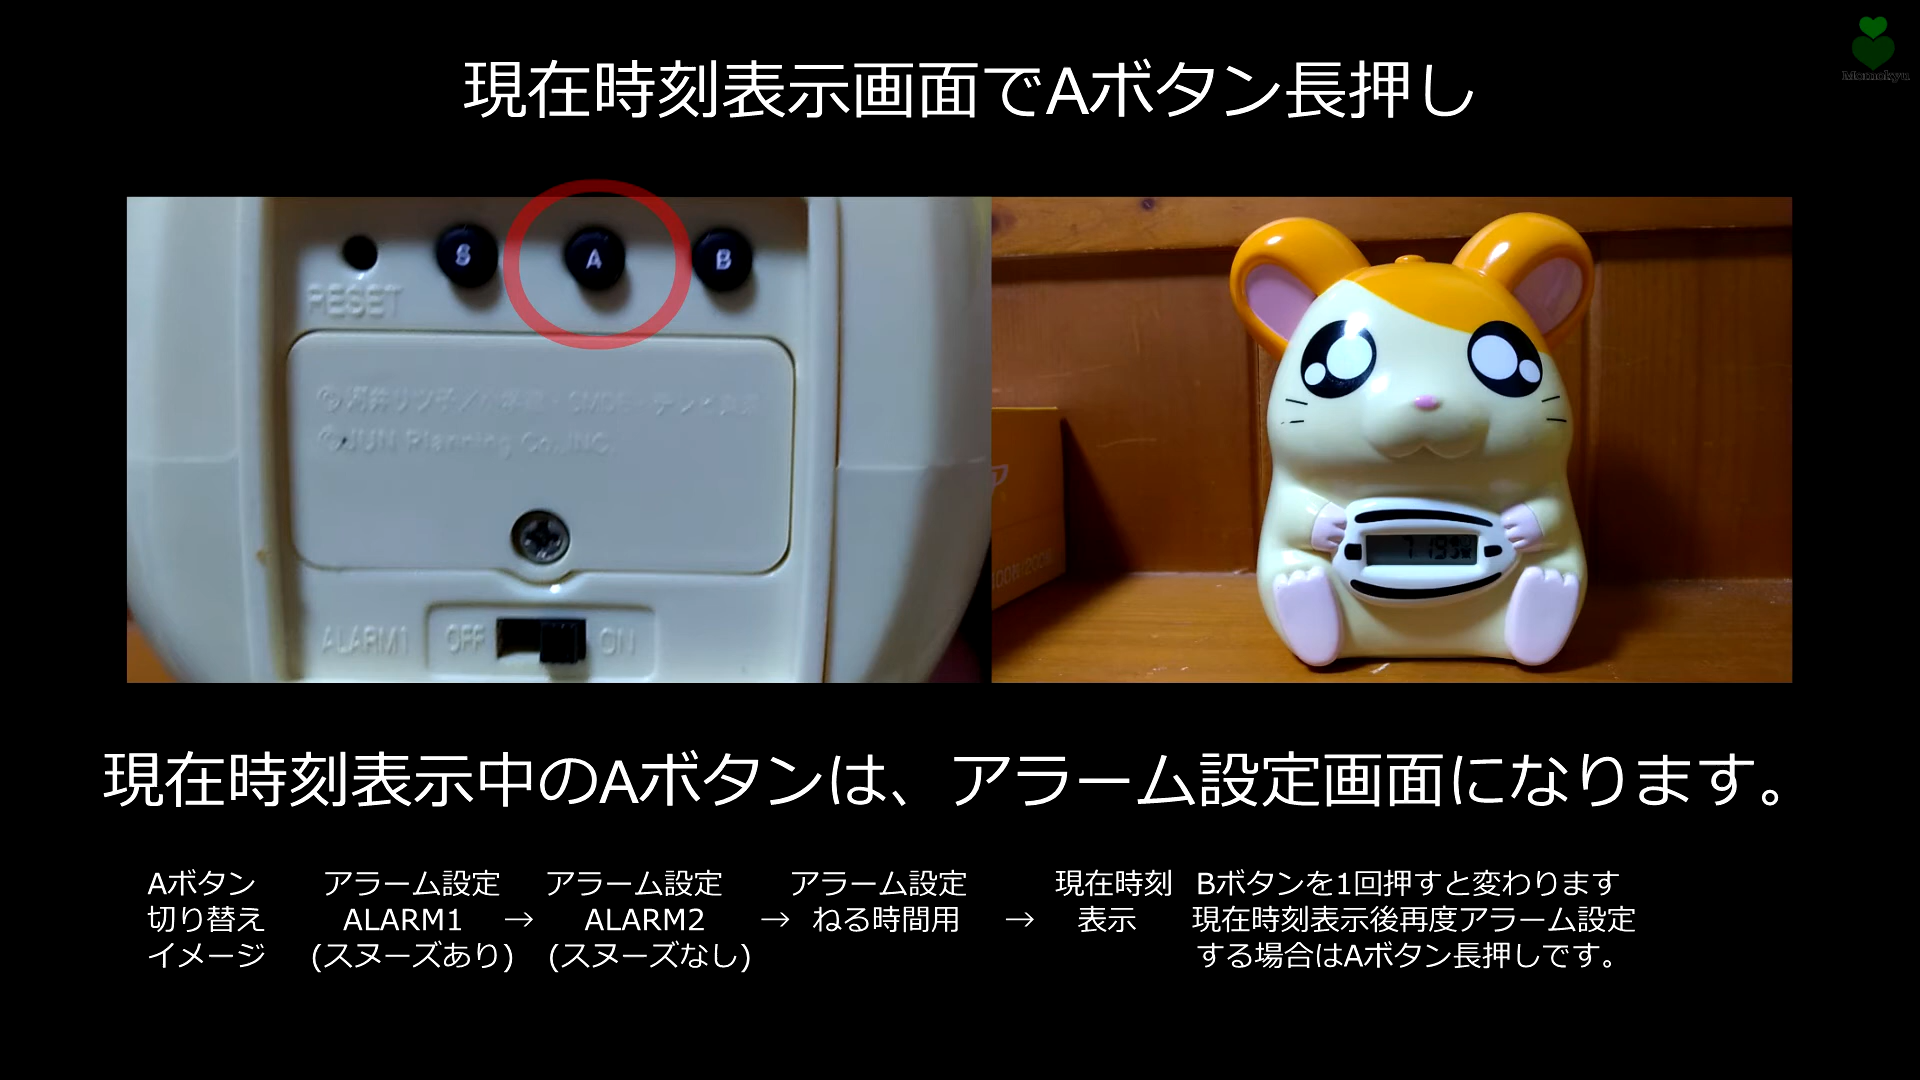 Momokyu
現在時刻表示画面でAボタン長押し
S A B
RESET
JUN Planning Co.,INC.
ALARM1 OFF ON
現在時刻表示中のAボタンは、アラーム設定画面になります。
Aボタン アラーム設定 アラーム設定 アラーム設定 現在時刻 Bボタンを1回押すと変わります
切り替え ALARM1 → ALARM2 → ねる時間用 → 表示 現在時刻表示後再度アラーム設定
イメージ (スヌーズあり) (スヌーズなし) する場合はAボタン長押しです。